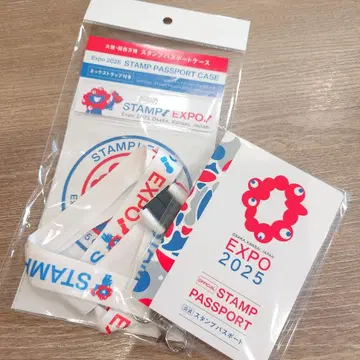 大阪・関西万博 スタンプパスポートケース
Expo 2025 STAMP PASSPORT CASE
ネックストラップ付き
STAMP! EXPO!
Expo 2025 Osaka, Kansai, Japan
STAMP
EXPO!
STAMP
OSAKA, KANSAI, JAPAN
EXPO
2025
OFFICIAL STAMP
PASSPORT
公式 スタンプパスポート